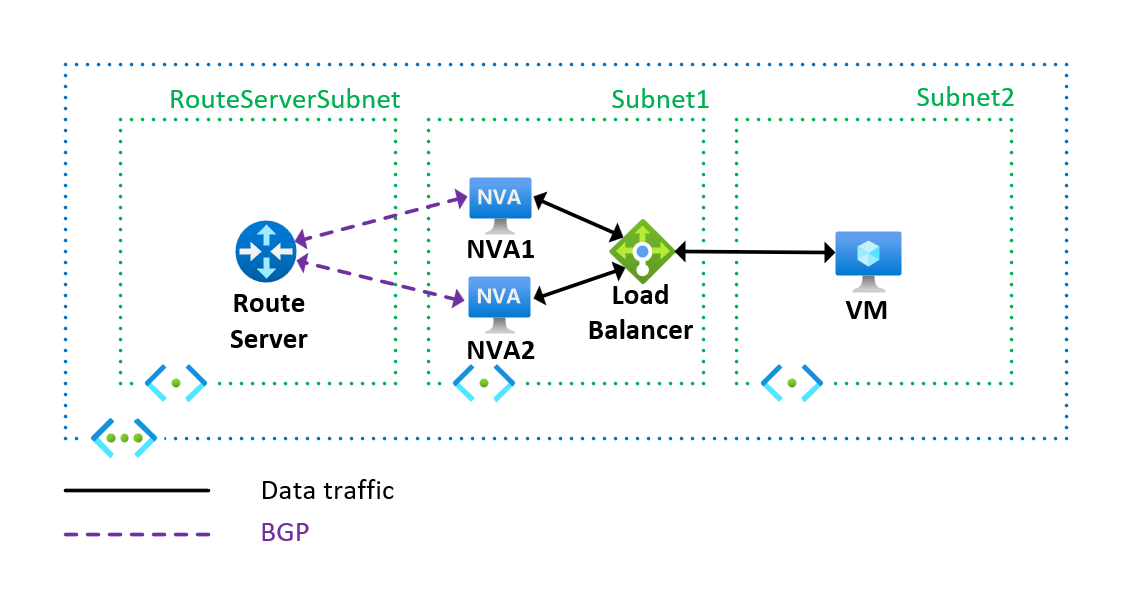 RouteServerSubnet
Subnet1
Subnet2
NVA
NVA1
NVA
NVA2
Route
Server
Load
Balancer
VM
Data traffic
BGP